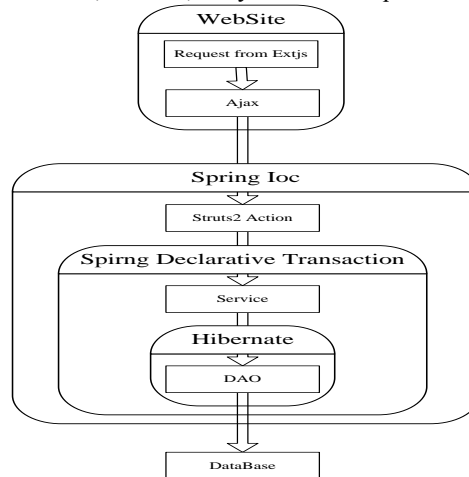 WebSite
Request from Extjs
Ajax
Spring Ioc
Struts2 Action
Spirng Declarative Transaction
Service
Hibernate
DAO
DataBase